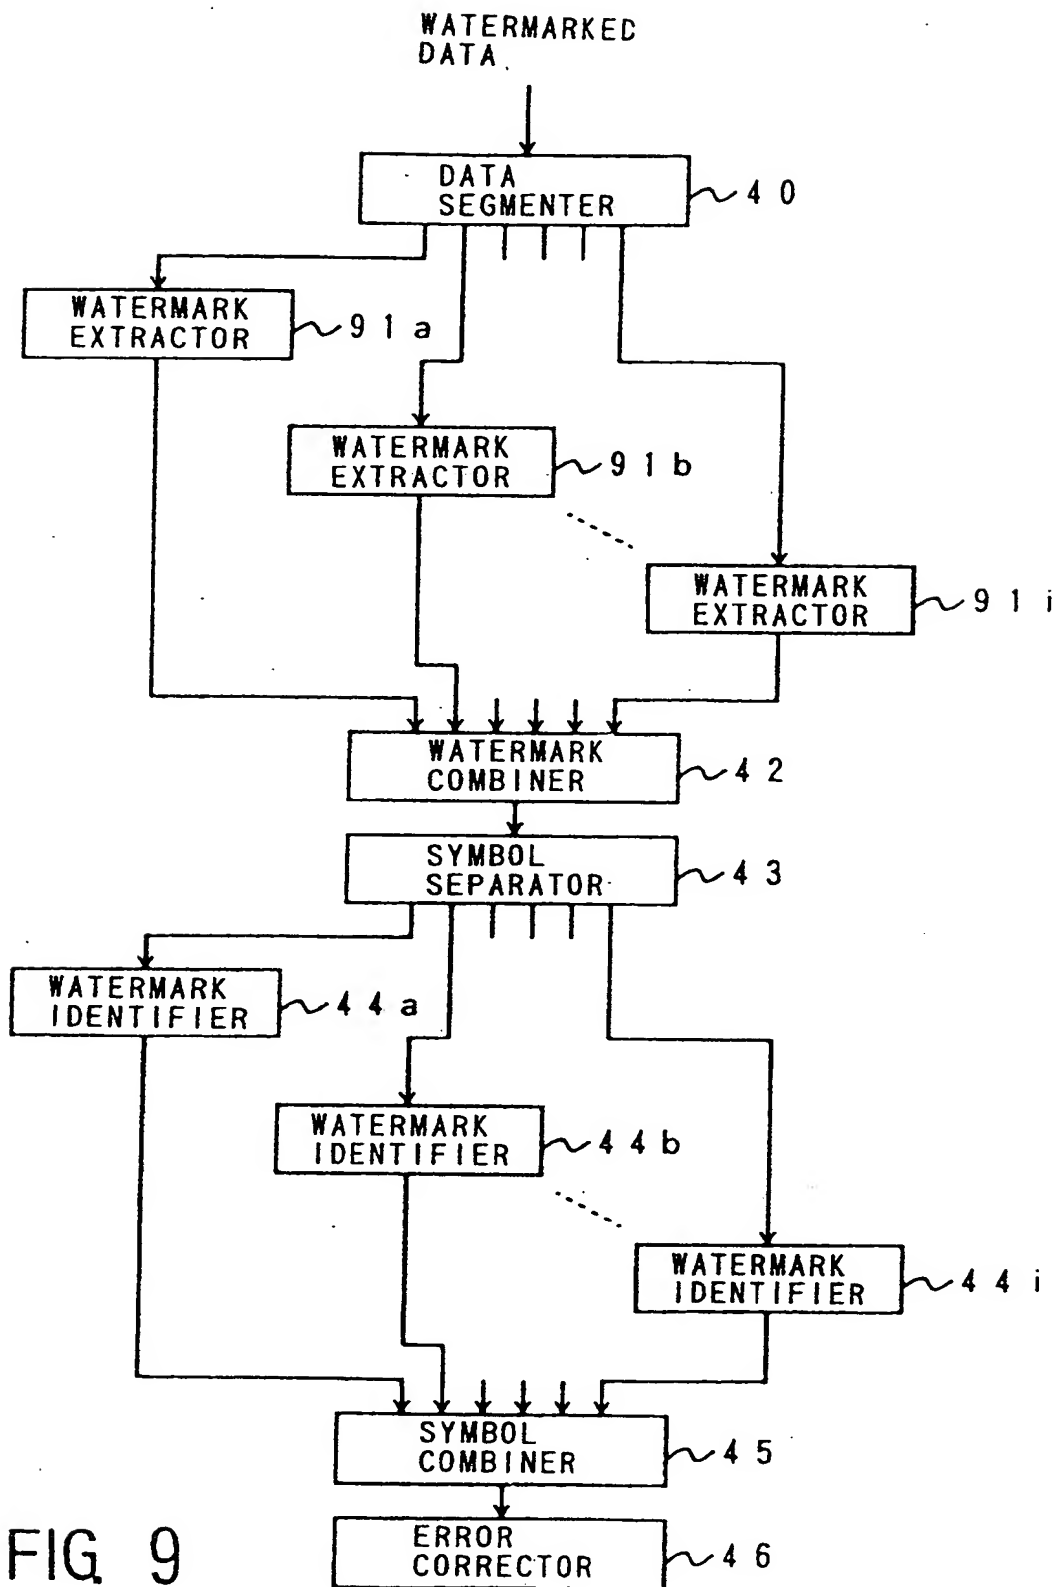 WATERMARKED
DATA
DATA
SEGMENTER
40
WATERMARK
EXTRACTOR
91a
WATERMARK
EXTRACTOR
91b
WATERMARK
EXTRACTOR
91i
WATERMARK
COMBINER
42
SYMBOL
SEPARATOR
43
WATERMARK
IDENTIFIER
44a
WATERMARK
IDENTIFIER
44b
WATERMARK
IDENTIFIER
44i
SYMBOL
COMBINER
45
ERROR
CORRECTOR
46
FIG. 9